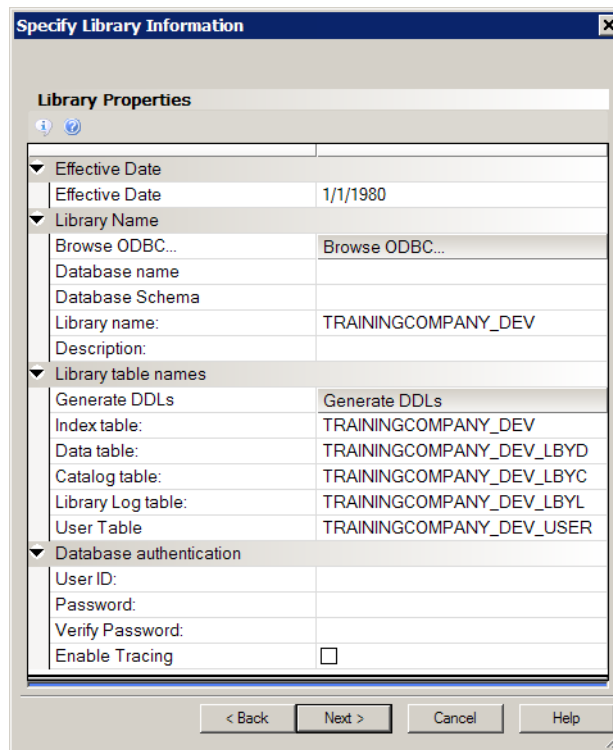 Specify Library Information
Library Properties
Effective Date
Effective Date 1/1/1980
Library Name
Browse ODBC... Browse ODBC...
Database name
Database Schema
Library name: TRAININGCOMPANY_DEV
Description:
Library table names
Generate DDLs Generate DDLs
Index table: TRAININGCOMPANY_DEV
Data table: TRAININGCOMPANY_DEV_LBYD
Catalog table: TRAININGCOMPANY_DEV_LBYC
Library Log table: TRAININGCOMPANY_DEV_LBYL
User Table TRAININGCOMPANY_DEV_USER
Database authentication
User ID:
Password:
Verify Password:
Enable Tracing
< Back Next > Cancel Help